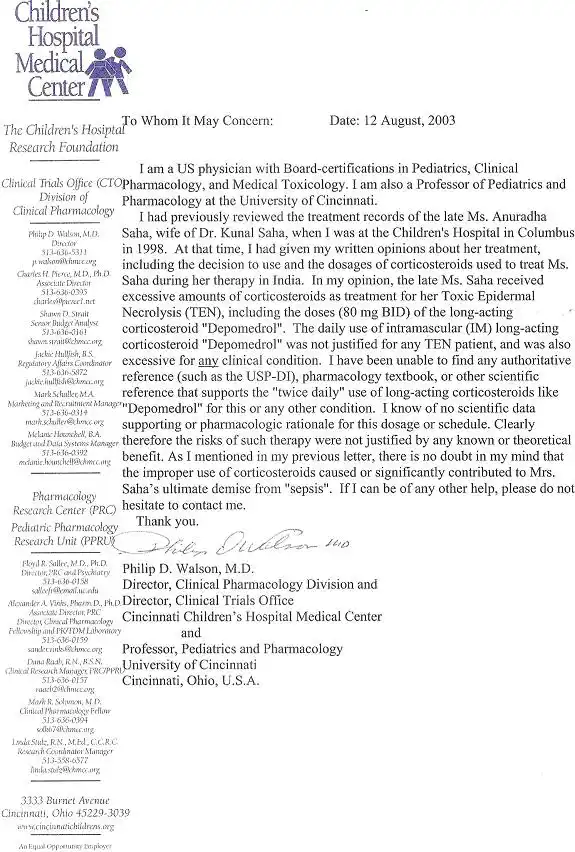 Children's
Hospital
Medical
Center
The Children's Hosiptal
Research Foundation
Clinical Trials Office (CTO)
Division of
Clinical Pharmacology
Philip D. Walson, M.D.
Director
513-636-5311
p.walson@chmcc.org
Charles H. Pierce, M.D., Ph.D.
Associate Director
513-636-0295
charles@pierce1.net
Shawn D. Strait
Senior Budget Analyst
513-636-0161
shawn.strait@chmcc.org
Jackie Hullfish, B.S.
Regulatory Affairs Coordinator
513-636-5872
jackie.hullfish@chmcc.org
Mark Schuller, M.A.
Marketing and Recruitment Manager
513-636-0314
mark.schuller@chmcc.org
Melanie Hounchell, B.A.
Budget and Data Systems Manager
513-636-0392
melanie.hounchell@chmcc.org
Pharmacology
Research Center (PRC)
Pediatric Pharmacology
Research Unit (PPRU)
Floyd R. Sallee, M.D., Ph.D.
Director, PRC and Psychiatry
513-636-0158
salleefr@email.uc.edu
Alexander A. Vinks, Pharm.D., Ph.D.
Associate Director, PRC
Director, Clinical Pharmacology
Fellowship and PK/TDM Laboratory
513-636-0159
sander.vinks@chmcc.org
Dana Raab, R.N., B.S.N.
Clinical Research Manager, PRC/PPRU
513-636-0157
Mark R. Solomon, M.D.
Clinical Pharmacology Fellow
513-636-0394
Linda Stulz, R.N., M.Ed., C.C.R.C.
Research Coordinator Manager
513-558-6577
linda.stulz@chmcc.org
3333 Burnet Avenue
Cincinnati, Ohio 45229-3039
www.cincinnatichildrens.org
An Equal Opportunity Employer
To Whom It May Concern: Date: 12 August, 2003
I am a US physician with Board-certifications in Pediatrics, Clinical
Pharmacology, and Medical Toxicology. I am also a Professor of Pediatrics and
Pharmacology at the University of Cincinnati.
I had previously reviewed the treatment records of the late Ms. Anuradha
Saha, wife of Dr. Kunal Saha, when I was at the Children's Hospital in Columbus
in 1998. At that time, I had given my written opinions about her treatment,
including the decision to use and the dosages of corticosteroids used to treat Ms.
Saha during her therapy in India. In my opinion, the late Ms. Saha received
excessive amounts of corticosteroids as treatment for her Toxic Epidermal
Necrolysis (TEN), including the doses (80 mg BID) of the long-acting
corticosteroid "Depomedrol". The daily use of intramascular (IM) long-acting
corticosteroid "Depomedrol" was not justified for any TEN patient, and was also
excessive for any clinical condition. I have been unable to find any authoritative
reference (such as the USP-DI), pharmacology textbooks, or other scientific
reference that supports the "twice daily" use of long-acting corticosteroids like
"Depomedrol" for this or any other condition. I know of no scientific data
supporting or pharmacologic rationale for this dosage or schedule. Clearly
therefore the risks of such therapy were not justified by any known or theoretical
benefit. As I mentioned in my previous letter, there is no doubt in my mind that
the improper use of corticosteroids caused or significantly contributed to Mrs.
Saha's ultimate demise from "sepsis". If I can be of any other help, please do not
hesitate to contact me.
Thank you.
Philip D Walson MD
Philip D. Walson, M.D.
Director, Clinical Pharmacology Division and
Director, Clinical Trials Office
Cincinnati Children's Hospital Medical Center
and
Professor, Pediatrics and Pharmacology
University of Cincinnati
Cincinnati, Ohio, U.S.A.